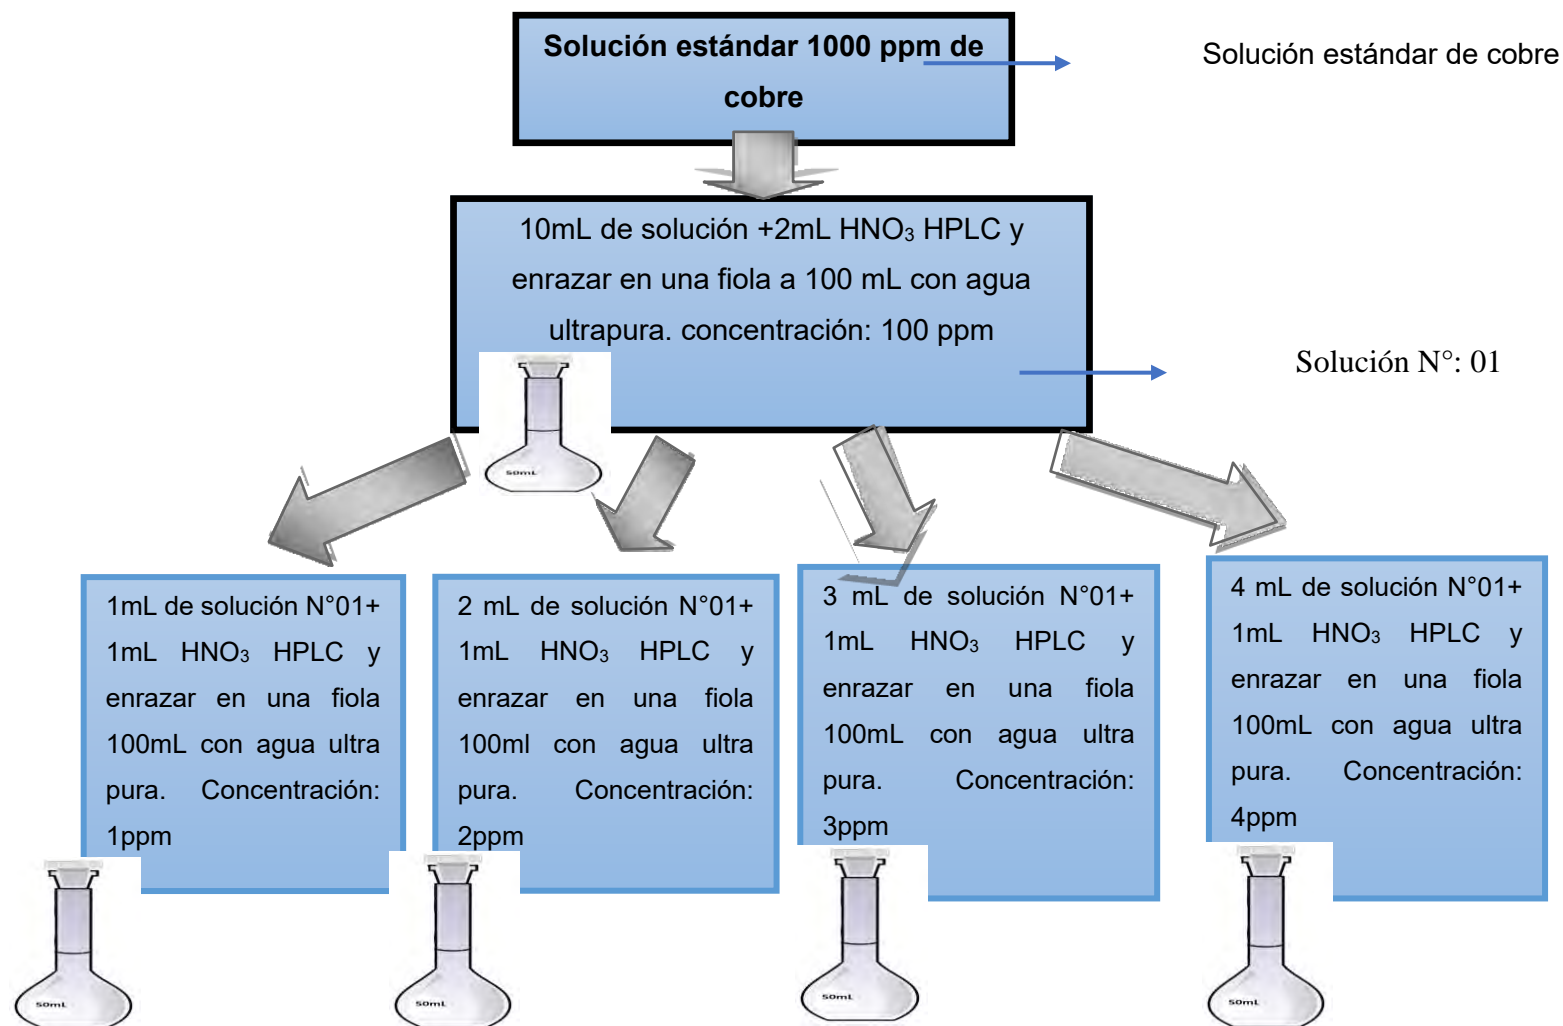 Solución estándar 1000 ppm de
cobre
Solución estándar de cobre
10mL de solución +2mL HNO₃ HPLC y
enrazar en una fiola a 100 mL con agua
ultrapura. concentración: 100 ppm
Solución N°: 01
50mL
1mL de solución N°01+
1mL HNO₃ HPLC y
enrazar en una fiola
100mL con agua ultra
pura. Concentración:
1ppm
50mL
2 mL de solución N°01+
1mL HNO₃ HPLC y
enrazar en una fiola
100ml con agua ultra
pura. Concentración:
2ppm
50mL
3 mL de solución N°01+
1mL HNO₃ HPLC y
enrazar en una fiola
100mL con agua ultra
pura. Concentración:
3ppm
50mL
4 mL de solución N°01+
1mL HNO₃ HPLC y
enrazar en una fiola
100mL con agua ultra
pura. Concentración:
4ppm
50mL